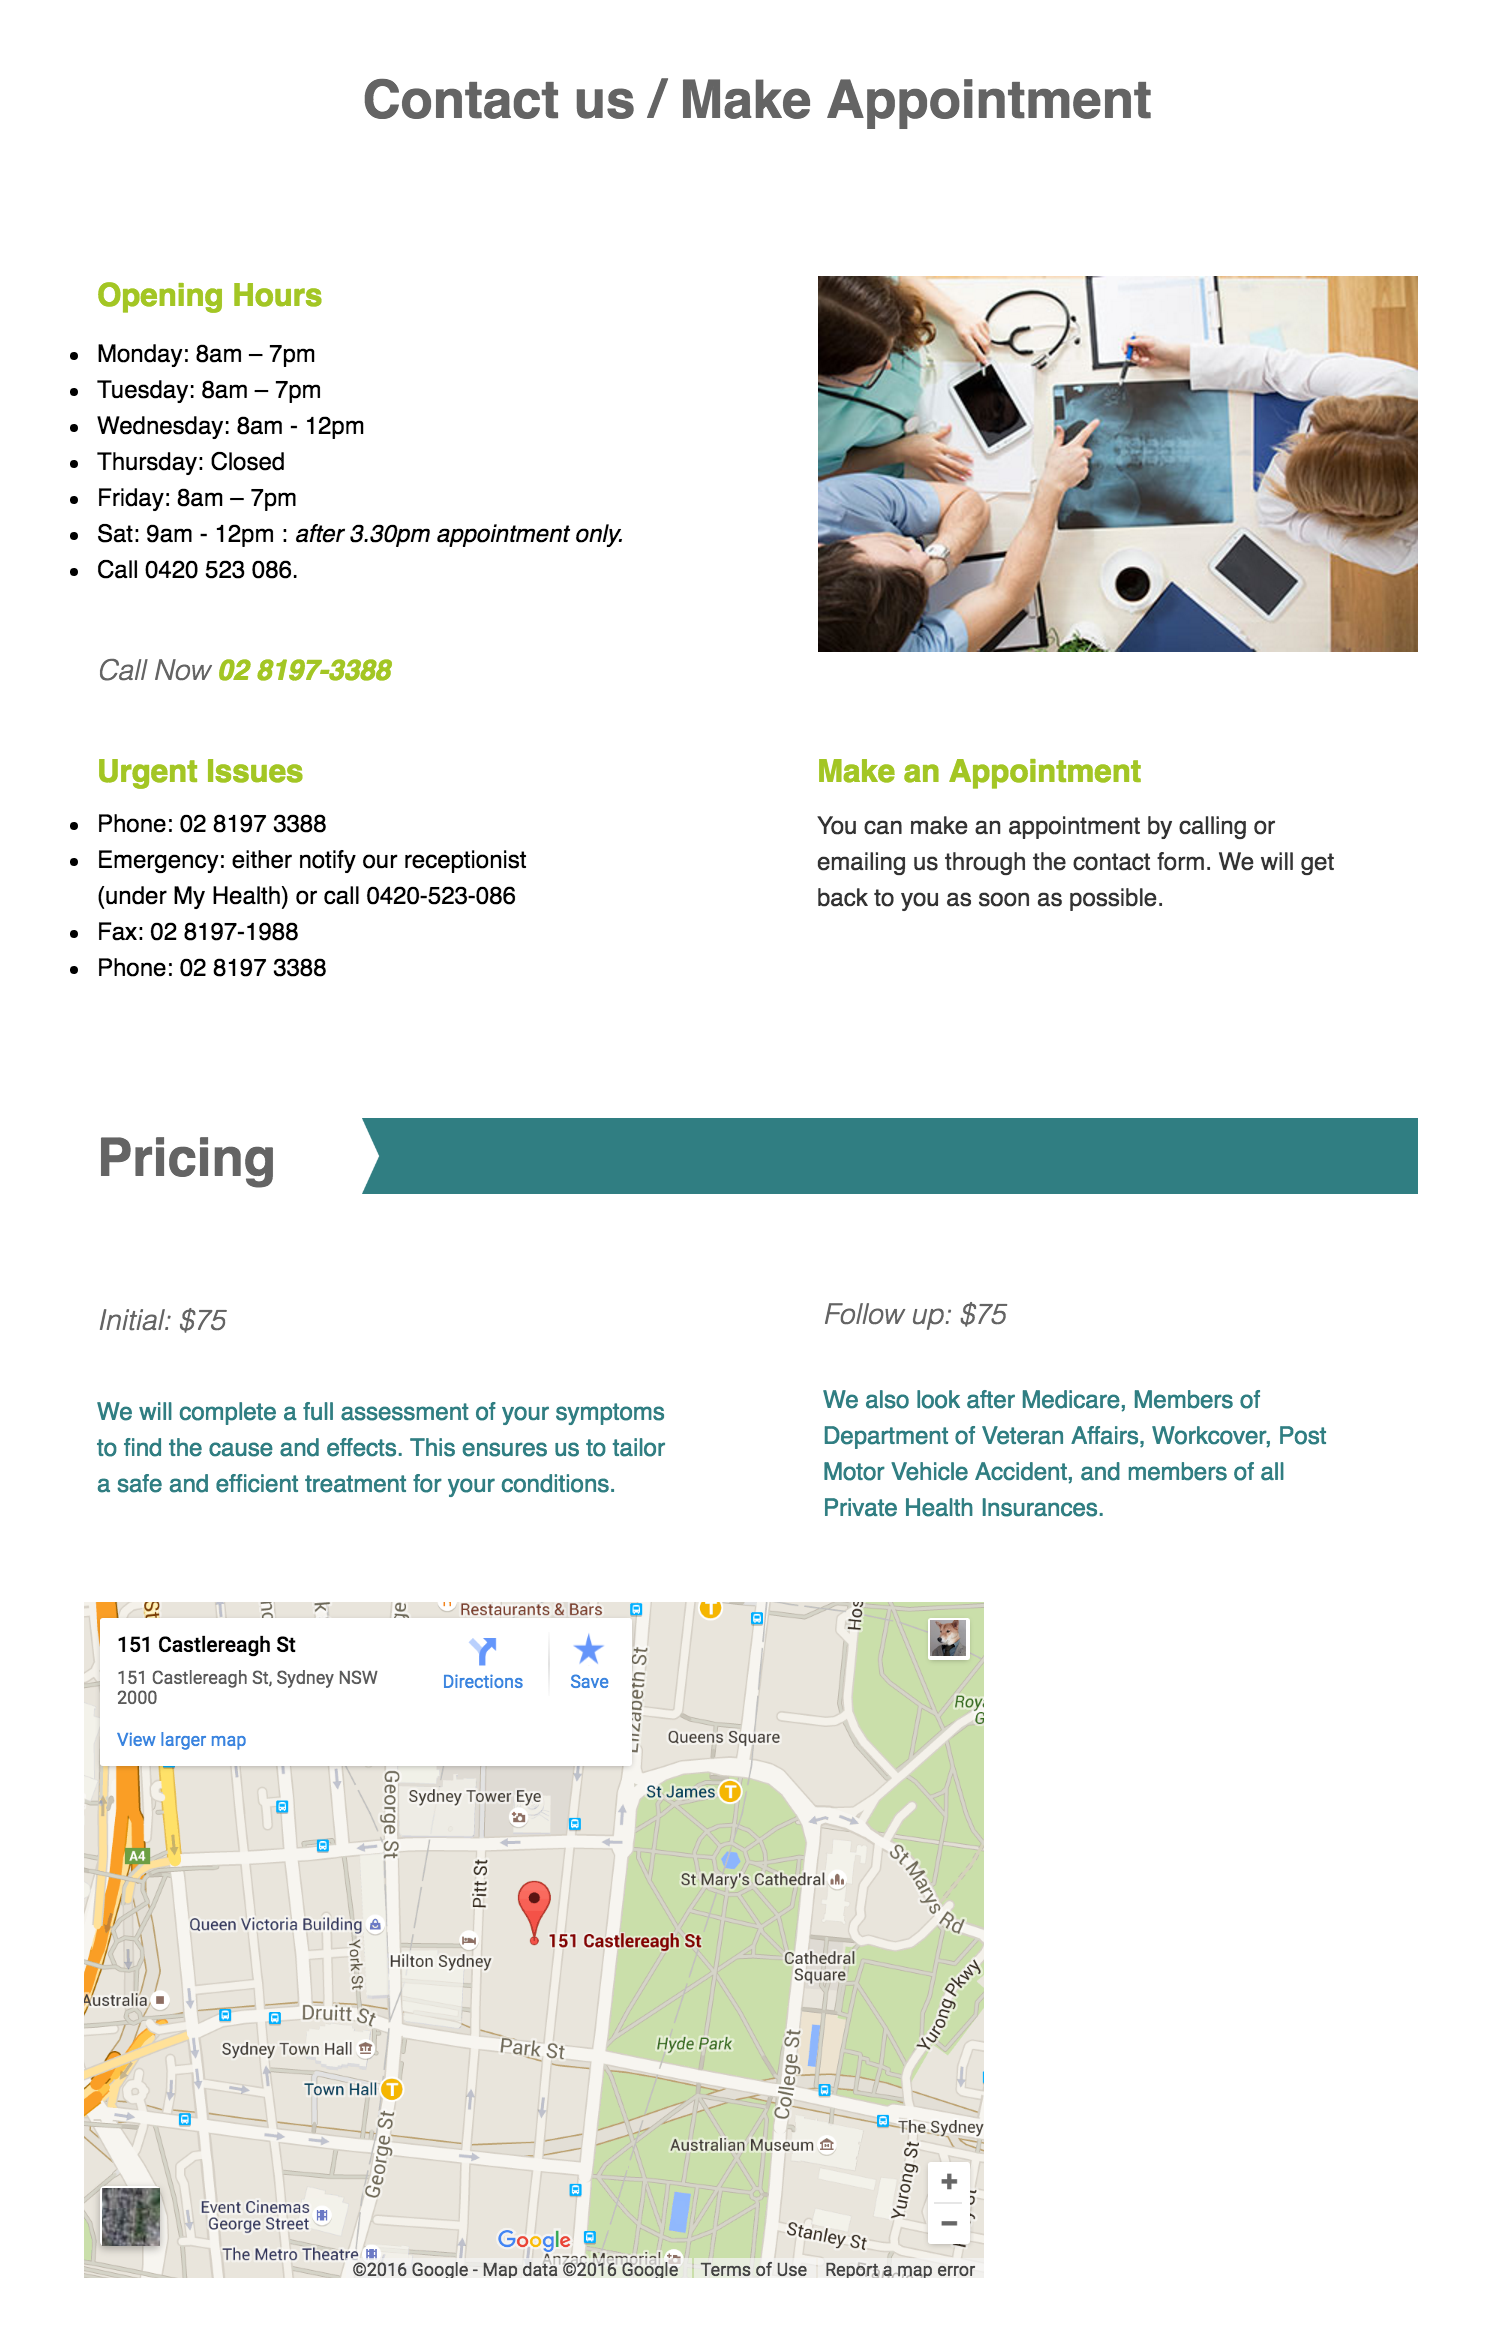 Contact us / Make Appointment
Opening Hours
Monday: 8am – 7pm
Tuesday: 8am – 7pm
Wednesday: 8am - 12pm
Thursday: Closed
Friday: 8am – 7pm
Sat: 9am - 12pm : after 3.30pm appointment only.
Call 0420 523 086.
Call Now 02 8197-3388
Urgent Issues
Phone: 02 8197 3388
Emergency: either notify our receptionist
(under My Health) or call 0420-523-086
Fax: 02 8197-1988
Phone: 02 8197 3388
Make an Appointment
You can make an appointment by calling or
emailing us through the contact form. We will get
back to you as soon as possible.
Pricing
Initial: $75
We will complete a full assessment of your symptoms
to find the cause and effects. This ensures us to tailor
a safe and efficient treatment for your conditions.
Follow up: $75
We also look after Medicare, Members of
Department of Veteran Affairs, Workcover, Post
Motor Vehicle Accident, and members of all
Private Health Insurances.
Restaurants & Bars
T
151 Castlereagh St
151 Castlereagh St, Sydney NSW
2000
View larger map
Directions
Save
Elizabeth St
Queens Square
St James T
Sydney Tower Eye
George St
A4
Pitt St
St Mary's Cathedral
St Marys Rd
Queen Victoria Building
151 Castlereagh St
York St
Hilton Sydney
Cathedral
Square
Yurong Pkwy
Australia
Druitt St
Sydney Town Hall
Park St
Hyde Park
College St
Town Hall T
George St
The Sydney
Australian Museum
Yurong St
+
−
Event Cinemas
George Street
The Metro Theatre
Google
Anzac Memorial
Stanley St
©2016 Google - Map data ©2016 Google
Terms of Use
Report a map error